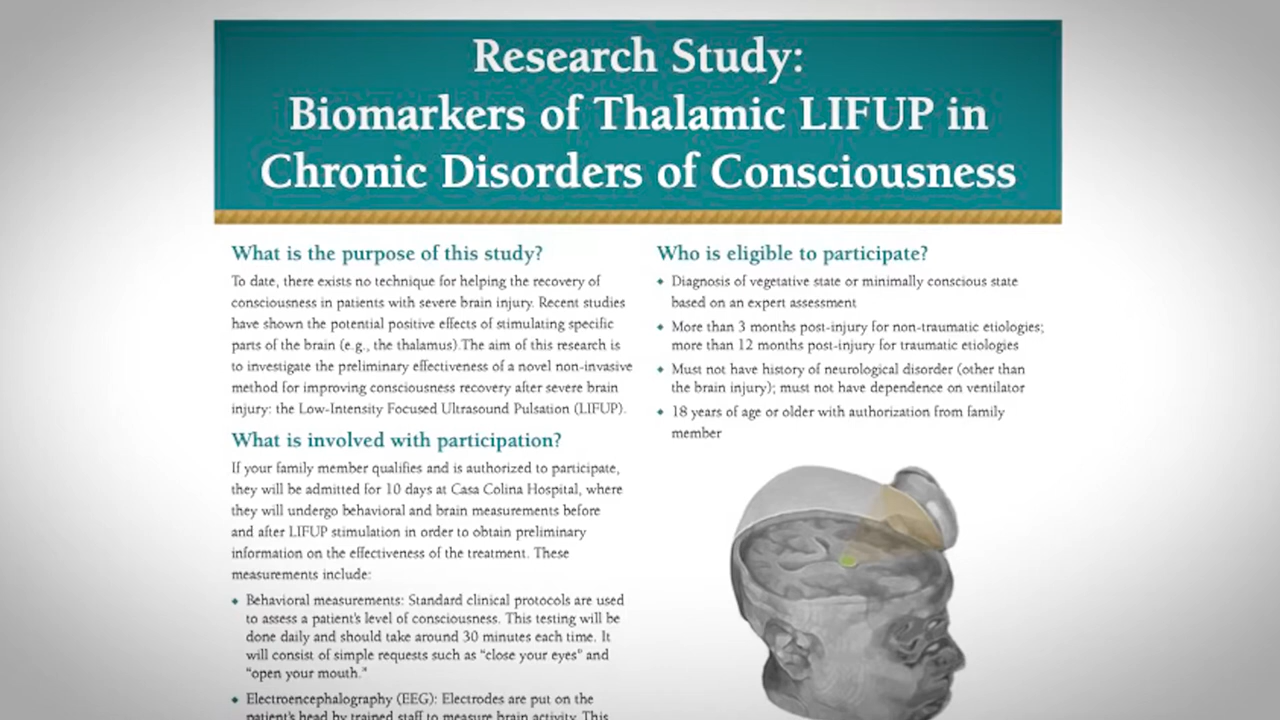 Research Study:
Biomarkers of Thalamic LIFUP in
Chronic Disorders of Consciousness
What is the purpose of this study?
To date, there exists no technique for helping the recovery of
consciousness in patients with severe brain injury. Recent studies
have shown the potential positive effects of stimulating specific
parts of the brain (e.g., the thalamus).The aim of this research is
to investigate the preliminary effectiveness of a novel non-invasive
method for improving consciousness recovery after severe brain
injury: the Low-Intensity Focused Ultrasound Pulsation (LIFUP).
What is involved with participation?
If your family member qualifies and is authorized to participate,
they will be admitted for 10 days at Casa Colina Hospital, where
they will undergo behavioral and brain measurements before
and after LIFUP stimulation in order to obtain preliminary
information on the effectiveness of the treatment. These
measurements include:
• Behavioral measurements: Standard clinical protocols are used
to assess a patient's level of consciousness. This testing will be
done daily and should take around 30 minutes each time. It
will consist of simple requests such as "close your eyes" and
"open your mouth."
• Electroencephalography (EEG): Electrodes are put on the
patient's head by trained staff to measure brain activity. This
Who is eligible to participate?
• Diagnosis of vegetative state or minimally conscious state
based on an expert assessment
• More than 3 months post-injury for non-traumatic etiologies;
more than 12 months post-injury for traumatic etiologies
• Must not have history of neurological disorder (other than
the brain injury); must not have dependence on ventilator
• 18 years of age or older with authorization from family
member